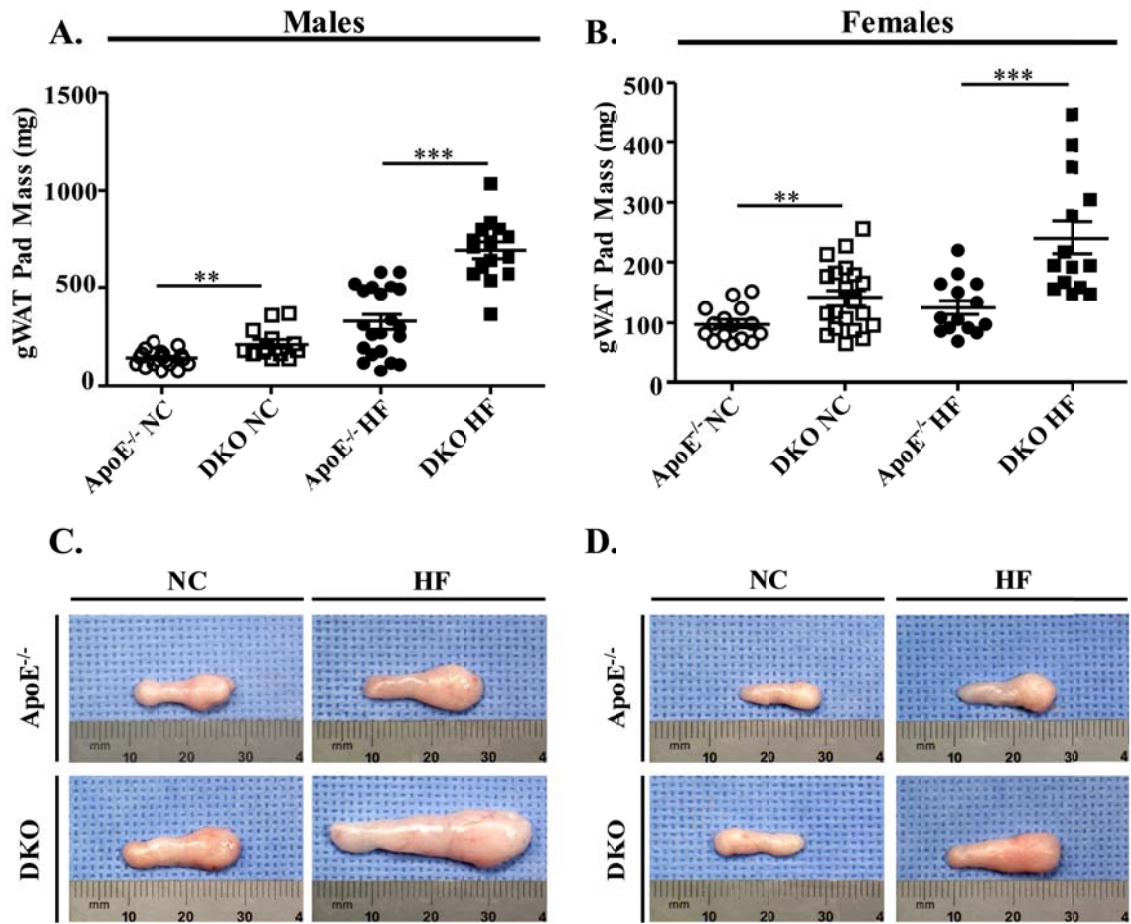 A.
Males
gWAT Pad Mass (mg)
1500
1000
500
0
**
***
ApoE-/- NC
DKO NC
ApoE-/- HF
DKO HF
B.
Females
gWAT Pad Mass (mg)
500
400
300
200
100
0
**
***
ApoE-/- NC
DKO NC
ApoE-/- HF
DKO HF
C.
NC
HF
ApoE-/-
mm 10 20 30 4
mm 10 20 30 4
DKO
mm 10 20 30 4
mm 10 20 30 4
D.
NC
HF
ApoE-/-
mm 10 20 30 4
mm 10 20 30 4
DKO
mm 10 20 30 4
mm 10 20 30 4